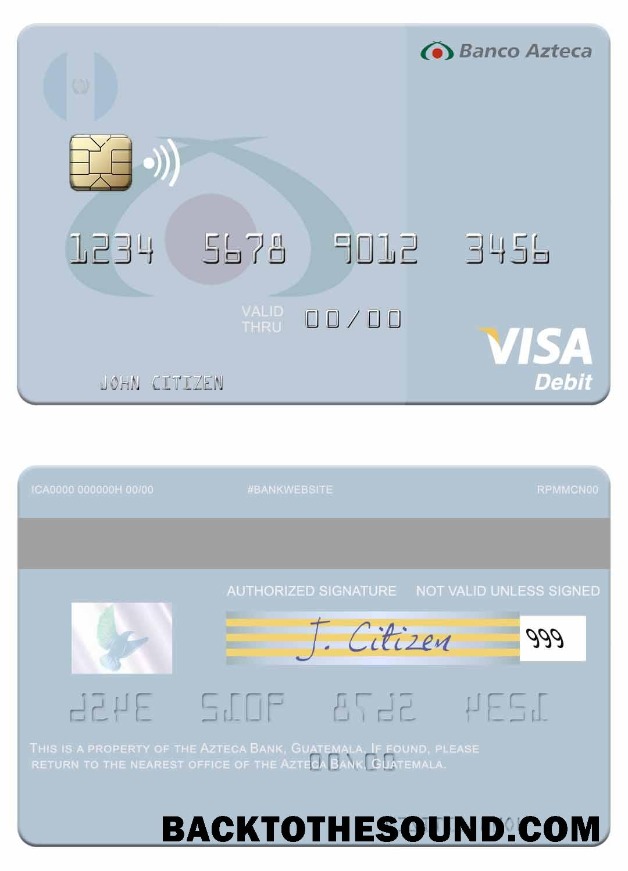 Banco Azteca
1234 5678 9012 3456
VALID
THRU 00/00
VISA
Debit
JOHN CITIZEN
!CA0000 000000H 00/00 #BANKWEBSITE RPMMCN00
AUTHORIZED SIGNATURE NOT VALID UNLESS SIGNED
J. Citizen 999
THIS IS A PROPERTY OF THE AZTECA BANK, GUATEMALA. IF FOUND, PLEASE
RETURN TO THE NEAREST OFFICE OF THE AZTECA BANK, GUATEMALA.
BACKTOTHESOUND.COM